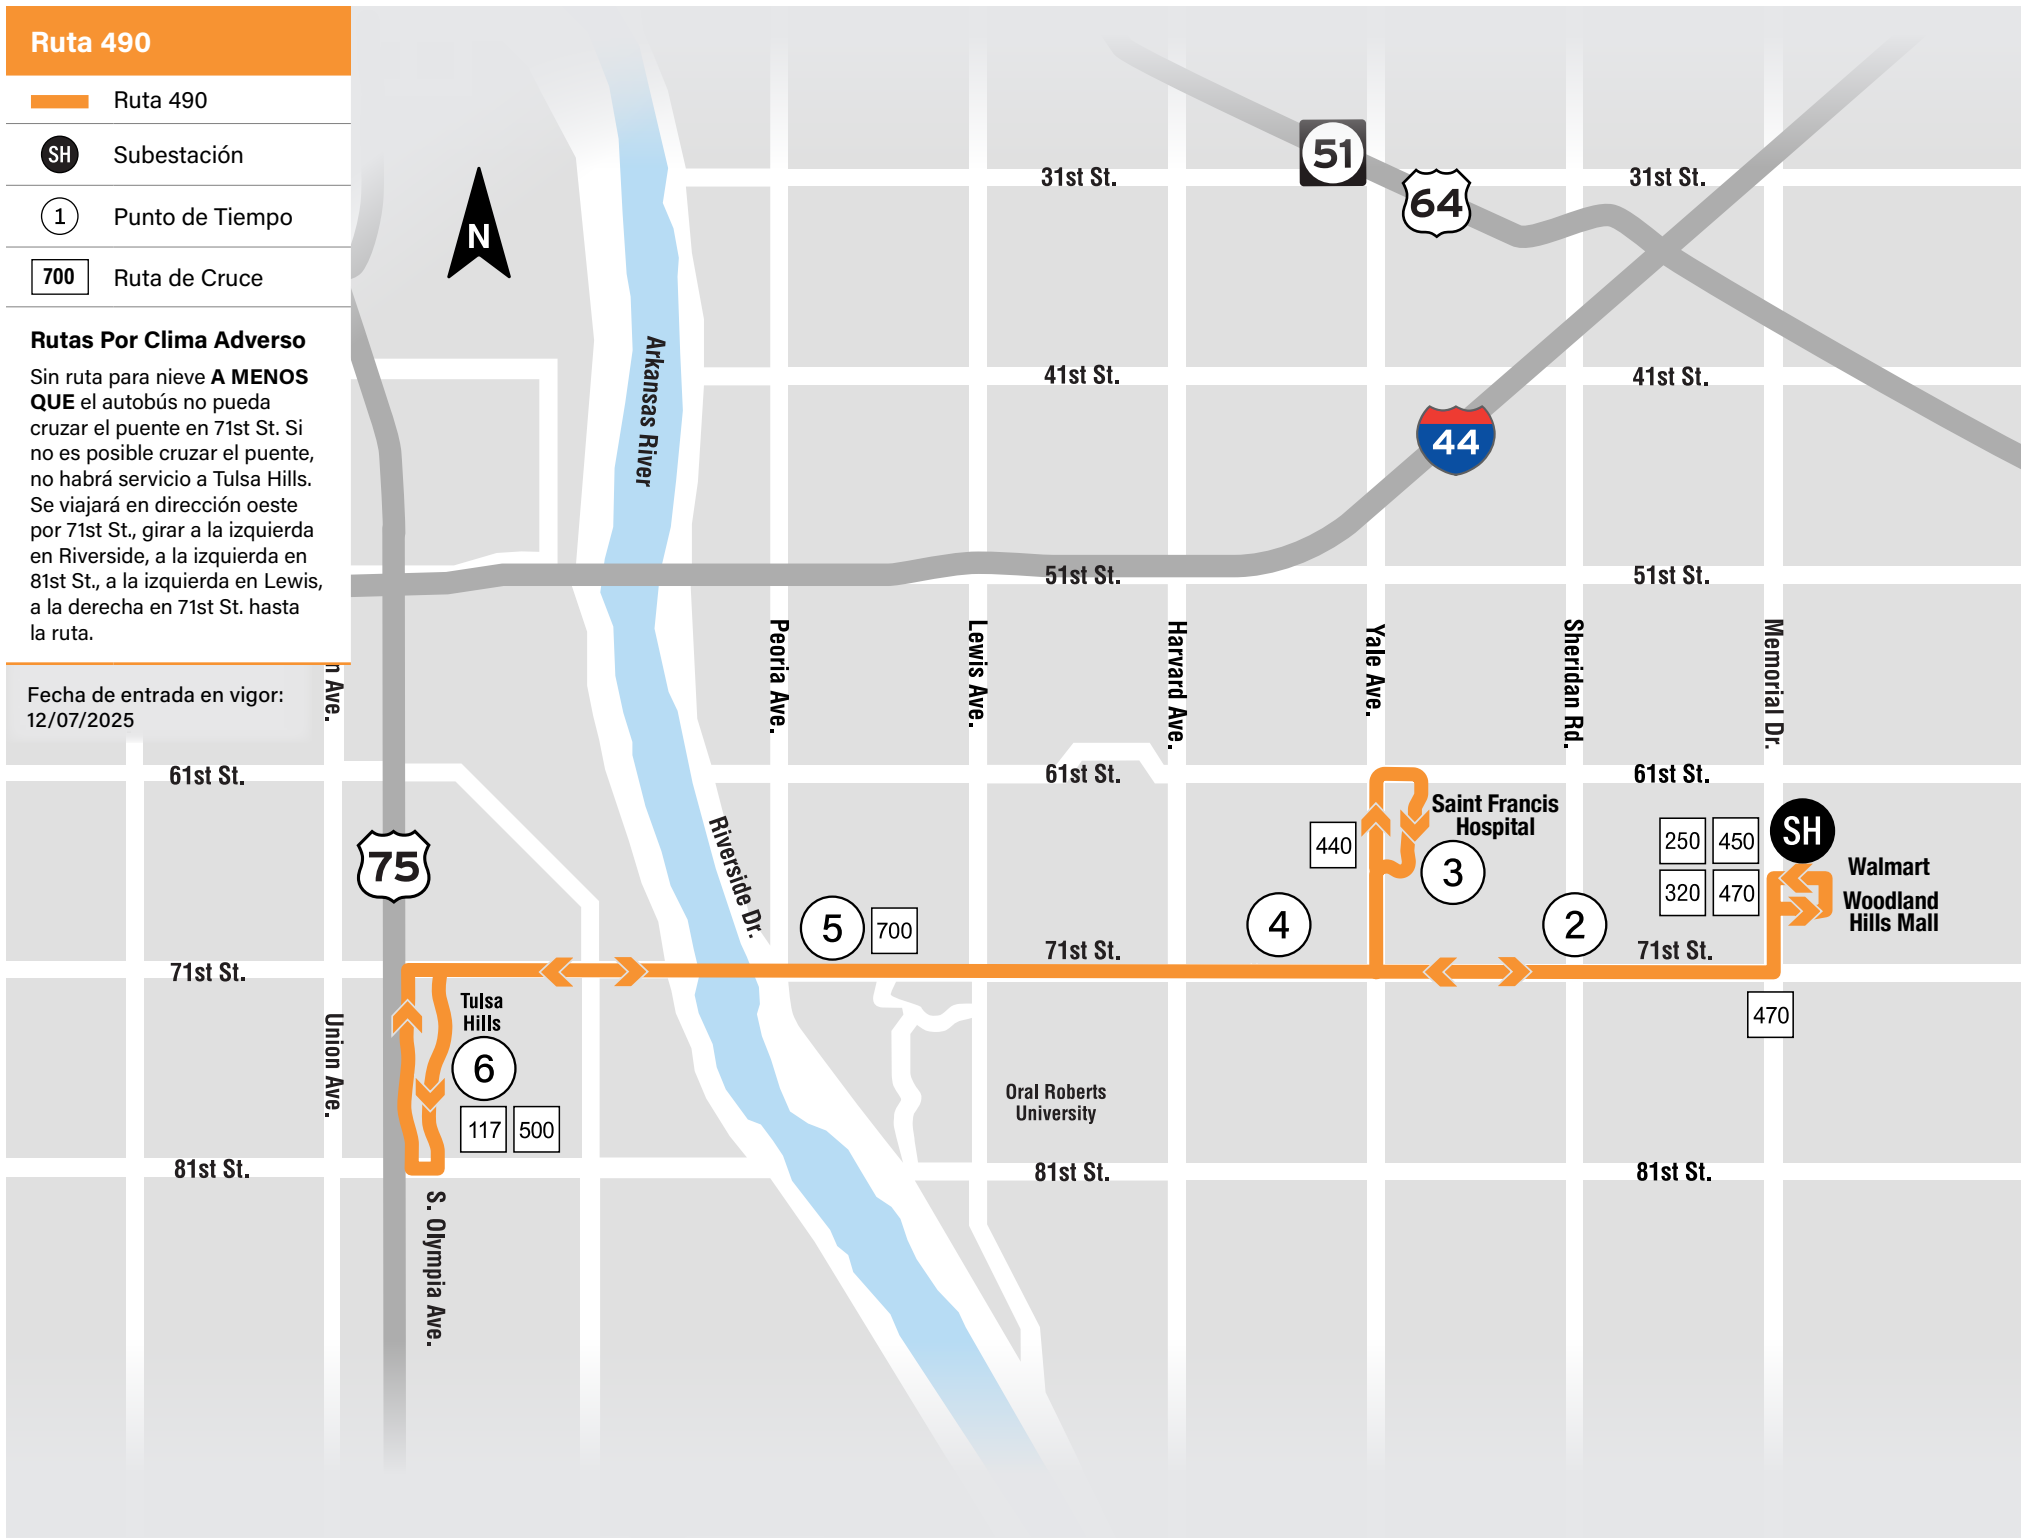 Ruta 490
Ruta 490
SH Subestación
1 Punto de Tiempo
700 Ruta de Cruce
Rutas Por Clima Adverso
Sin ruta para nieve A MENOS
QUE el autobús no pueda
cruzar el puente en 71st St. Si
no es posible cruzar el puente,
no habrá servicio a Tulsa Hills.
Se viajará en dirección oeste
por 71st St., girar a la izquierda
en Riverside, a la izquierda en
81st St., a la izquierda en Lewis,
a la derecha en 71st St. hasta
la ruta.
Fecha de entrada en vigor:
12/07/2025
N
51
64
31st St.
31st St.
Arkansas River
41st St.
41st St.
44
51st St.
51st St.
Ave.
Peoria Ave.
Lewis Ave.
Harvard Ave.
Yale Ave.
Sheridan Rd.
Memorial Dr.
61st St.
61st St.
61st St.
Saint Francis
Hospital
440
3
250 450
320 470
SH
Walmart
Woodland
Hills Mall
75
Riverside Dr.
5 700
4
2
71st St.
71st St.
71st St.
470
Tulsa
Hills
6
117 500
Union Ave.
Oral Roberts
University
81st St.
81st St.
81st St.
S. Olympia Ave.